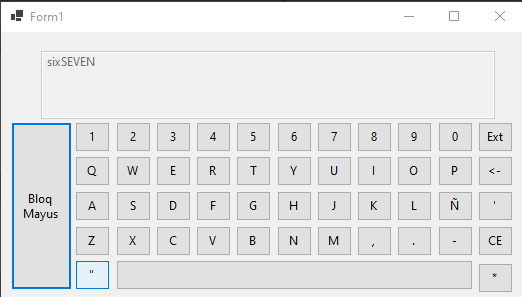 Form1
sixSEVEN
1 2 3 4 5 6 7 8 9 0 Ext
Q W E R T Y U I O P <-
Bloq
Mayus
A S D F G H J K L Ñ '
Z X C V B N M , . - CE
" *